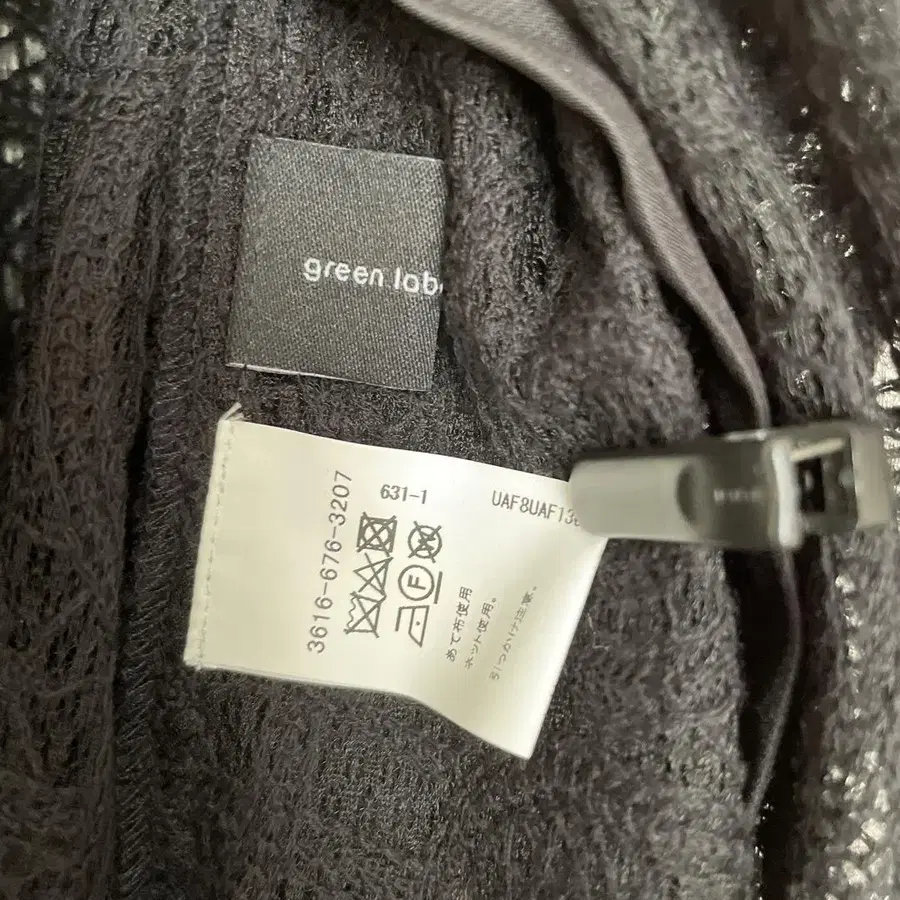 green lab
3616-676-3207
631-1
UAF8UAF13
F
あて布使用
ネット使用。
引っかけ注意。